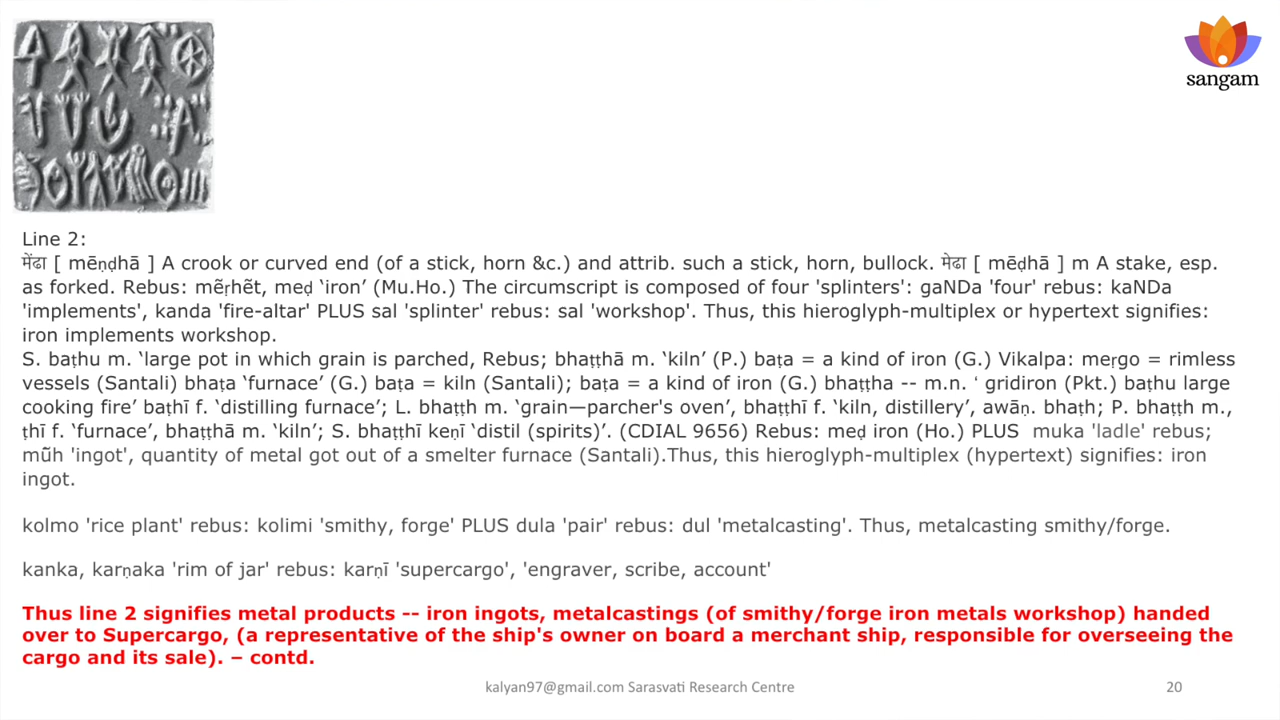 sangam
Line 2:
मेंढा [ mēṇḍhā ] A crook or curved end (of a stick, horn &c.) and attrib. such a stick, horn, bullock. मेढा [ mēḍhā ] m A stake, esp.
as forked. Rebus: mẽṛhẽt, meḍ ‘iron’ (Mu.Ho.) The circumscript is composed of four 'splinters': gaNDa 'four' rebus: kaNDa
'implements', kanda 'fire-altar' PLUS sal 'splinter' rebus: sal 'workshop'. Thus, this hieroglyph-multiplex or hypertext signifies:
iron implements workshop.
S. baṭhu m. ‘large pot in which grain is parched, Rebus; bhaṭṭhā m. ‘kiln’ (P.) baṭa = a kind of iron (G.) Vikalpa: meṛgo = rimless
vessels (Santali) bhaṭa ‘furnace’ (G.) baṭa = kiln (Santali); baṭa = a kind of iron (G.) bhaṭṭha -- m.n. ‘ gridiron (Pkt.) baṭhu large
cooking fire’ baṭhī f. ‘distilling furnace’; L. bhaṭṭh m. ‘grain—parcher's oven’, bhaṭṭhī f. ‘kiln, distillery’, awāṇ. bhaṭh; P. bhaṭṭh m.,
ṭhī f. ‘furnace’, bhaṭṭhā m. ‘kiln’; S. bhaṭṭhī keṇī ‘distil (spirits)’. (CDIAL 9656) Rebus: meḍ iron (Ho.) PLUS muka 'ladle' rebus;
mũh 'ingot', quantity of metal got out of a smelter furnace (Santali).Thus, this hieroglyph-multiplex (hypertext) signifies: iron
ingot.
kolmo 'rice plant' rebus: kolimi 'smithy, forge' PLUS dula 'pair' rebus: dul 'metalcasting'. Thus, metalcasting smithy/forge.
kanka, karṇaka 'rim of jar' rebus: karṇī 'supercargo', 'engraver, scribe, account'
Thus line 2 signifies metal products -- iron ingots, metalcastings (of smithy/forge iron metals workshop) handed
over to Supercargo, (a representative of the ship's owner on board a merchant ship, responsible for overseeing the
cargo and its sale). – contd.
kalyan97@gmail.com Sarasvati Research Centre
20